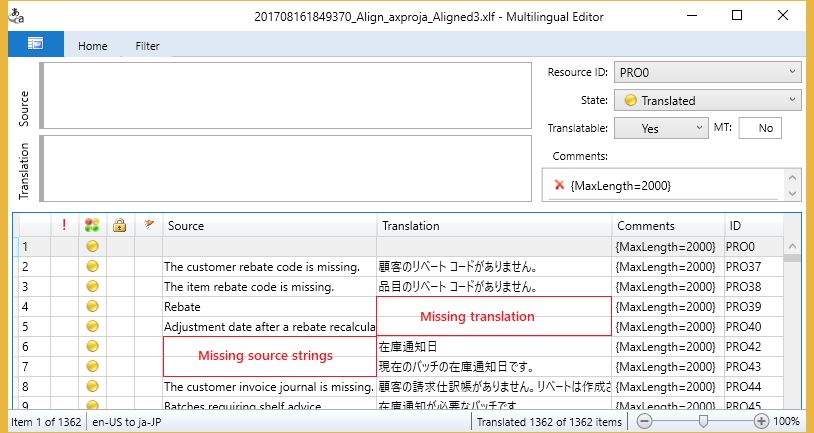 201708161849370_Align_axproja_Aligned3.xlf - Multilingual Editor
Home Filter
Source
Translation
Resource ID: PRO0
State: Translated
Translatable: Yes MT: No
Comments:
{MaxLength=2000}
! Source Translation Comments ID
1 {MaxLength=2000} PRO0
2 The customer rebate code is missing. 顧客のリベート コードがありません。 {MaxLength=2000} PRO37
3 The item rebate code is missing. 品目のリベート コードがありません。 {MaxLength=2000} PRO38
4 Rebate {MaxLength=2000} PRO39
Missing translation
5 Adjustment date after a rebate recalcula {MaxLength=2000} PRO40
6 在庫通知日 {MaxLength=2000} PRO42
Missing source strings
7 現在のバッチの在庫通知日です。 {MaxLength=2000} PRO43
8 The customer invoice journal is missing. 顧客の請求仕訳帳がありません。リベートは作成さ {MaxLength=2000} PRO44
9 Batches requiring shelf advice. 在庫通知が必要なバッチです {MaxLength=2000} PRO45
Item 1 of 1362 en-US to ja-JP Translated 1362 of 1362 items 100%